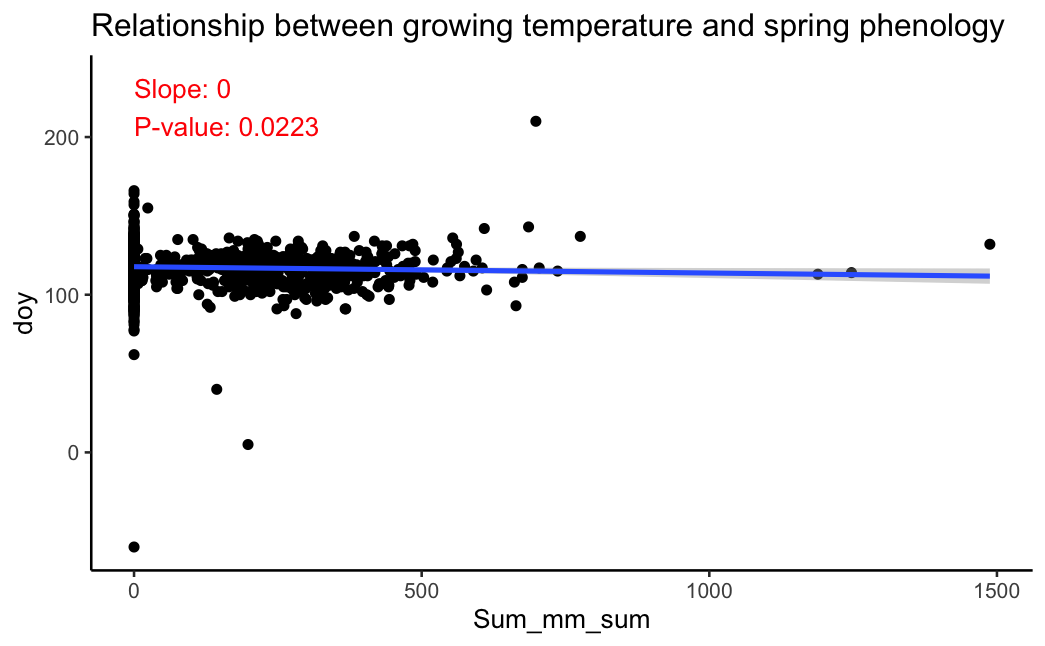 Relationship between growing temperature and spring phenology
Slope: 0
P-value: 0.0223
200
100
0
doy
0
500
1000
1500
Sum_mm_sum